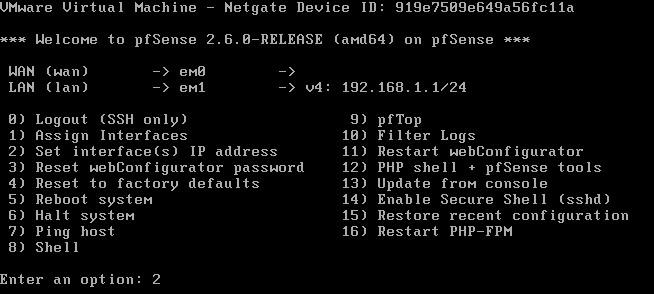 VMware Virtual Machine - Netgate Device ID: 919e7509e649a56fc11a
*** Welcome to pfSense 2.6.0-RELEASE (amd64) on pfSense ***
WAN (wan)       -> em0        ->
LAN (lan)       -> em1        -> v4: 192.168.1.1/24
0) Logout (SSH only)                  9) pfTop
1) Assign Interfaces                 10) Filter Logs
2) Set interface(s) IP address       11) Restart webConfigurator
3) Reset webConfigurator password    12) PHP shell + pfSense tools
4) Reset to factory defaults         13) Update from console
5) Reboot system                     14) Enable Secure Shell (sshd)
6) Halt system                       15) Restore recent configuration
7) Ping host                         16) Restart PHP-FPM
8) Shell
Enter an option: 2